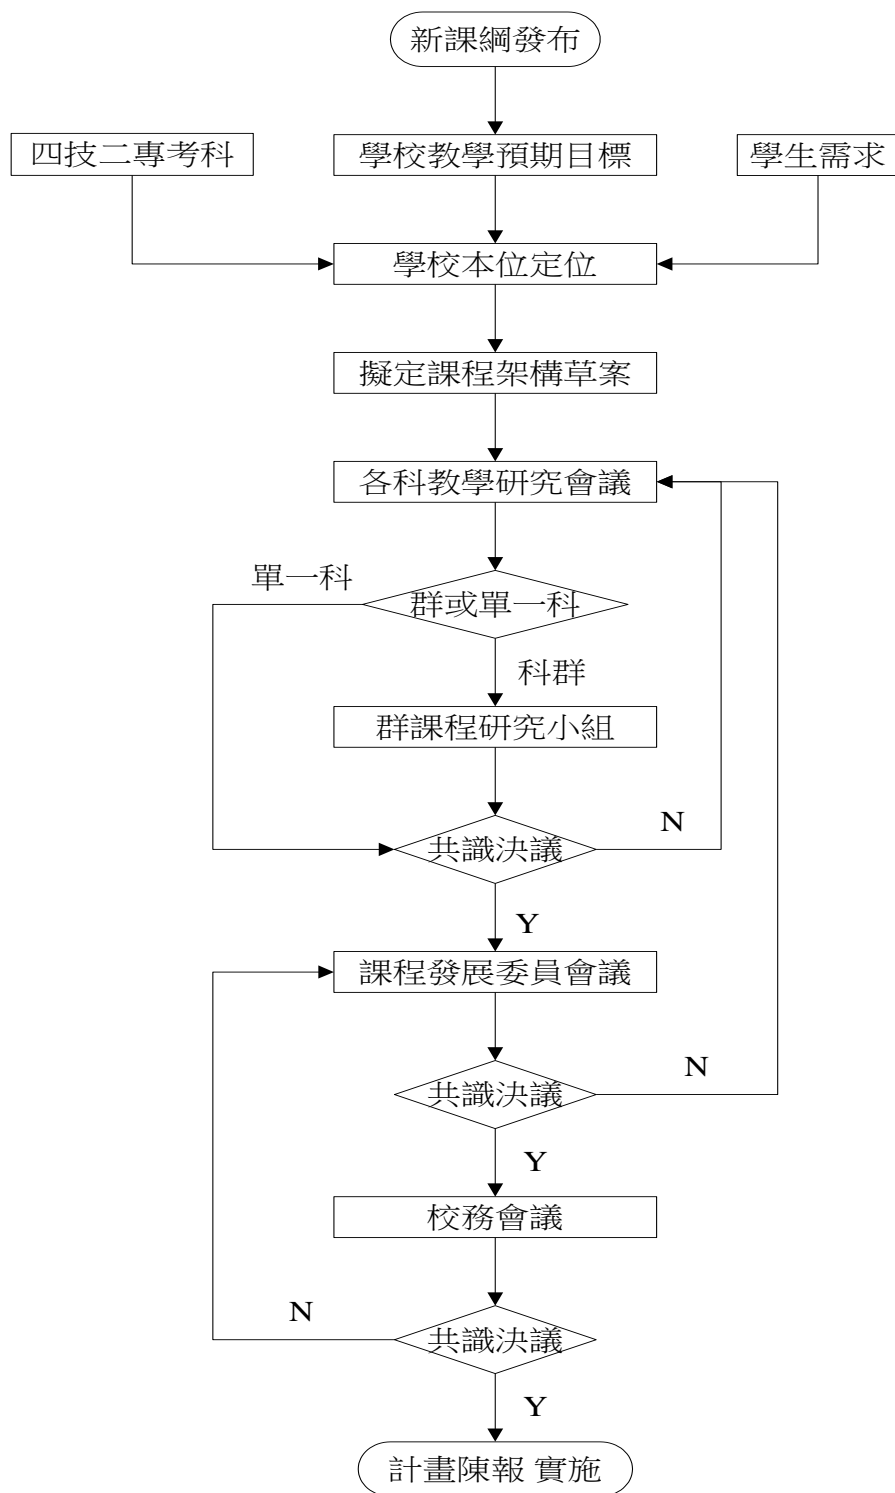 新課綱發布
四技二專考科
學校教學預期目標
學生需求
學校本位定位
擬定課程架構草案
各科教學研究會議
單一科
群或單一科
科群
群課程研究小組
N
共識決議
Y
課程發展委員會議
N
共識決議
Y
校務會議
N
共識決議
Y
計畫陳報 實施